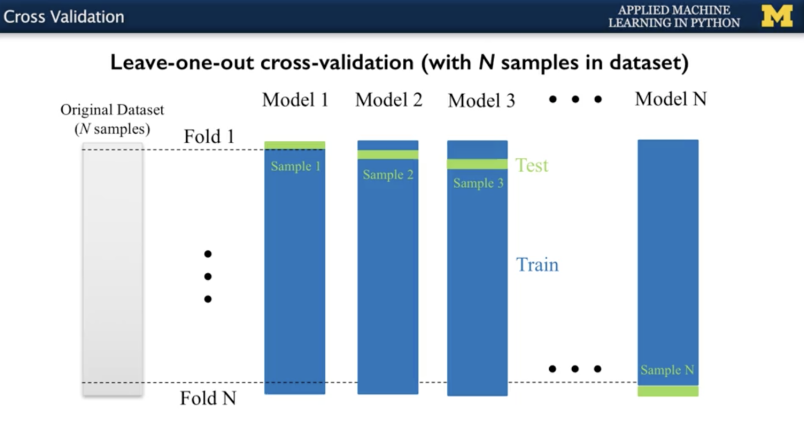 Cross Validation
APPLIED MACHINE
LEARNING IN PYTHON
M
Leave-one-out cross-validation (with N samples in dataset)
Original Dataset
(N samples)
Model 1
Model 2
Model 3
• • •
Model N
Fold 1
Sample 1
Sample 2
Sample 3
Test
Train
Sample N
Fold N